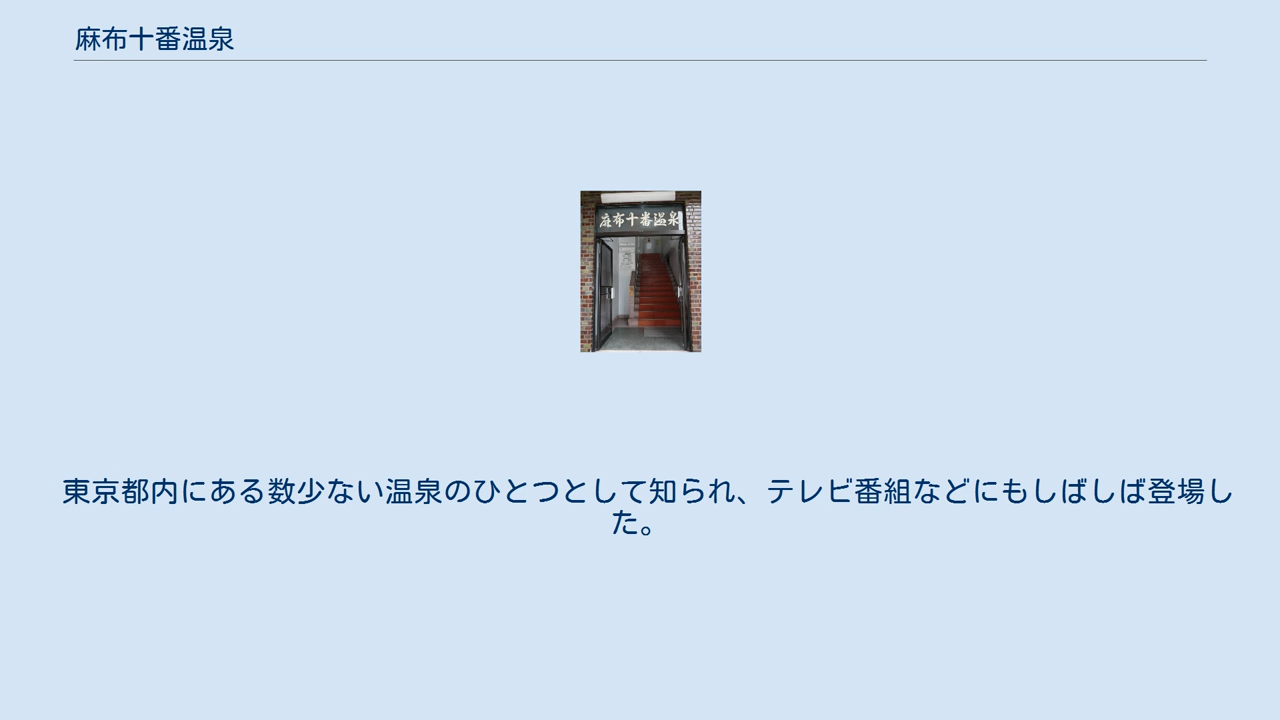 麻布十番温泉
麻布十番温泉
東京都内にある数少ない温泉のひとつとして知られ、テレビ番組などにもしばしば登場し
た。